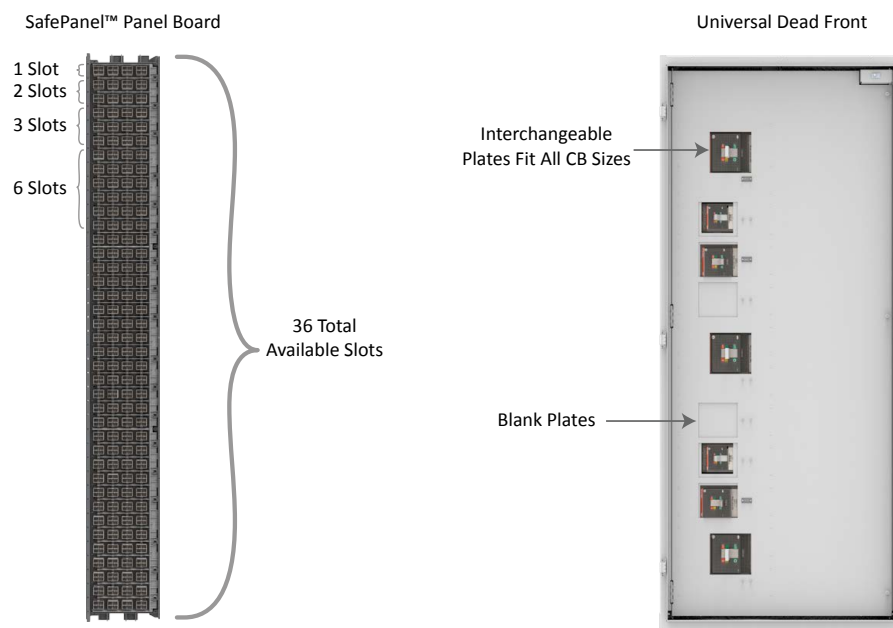 SafePanel™ Panel Board
Universal Dead Front
1 Slot
2 Slots
3 Slots
6 Slots
36 Total
Available Slots
Interchangeable
Plates Fit All CB Sizes
Blank Plates